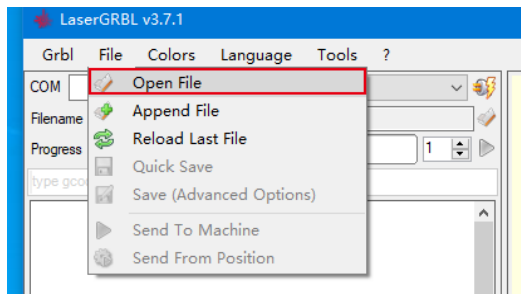 LaserGRBL v3.7.1
Grbl File Colors Language Tools ?
COM
Open File
Filename
Append File
Progress
Reload Last File
1
Quick Save
type gco
Save (Advanced Options)
Send To Machine
Send From Position